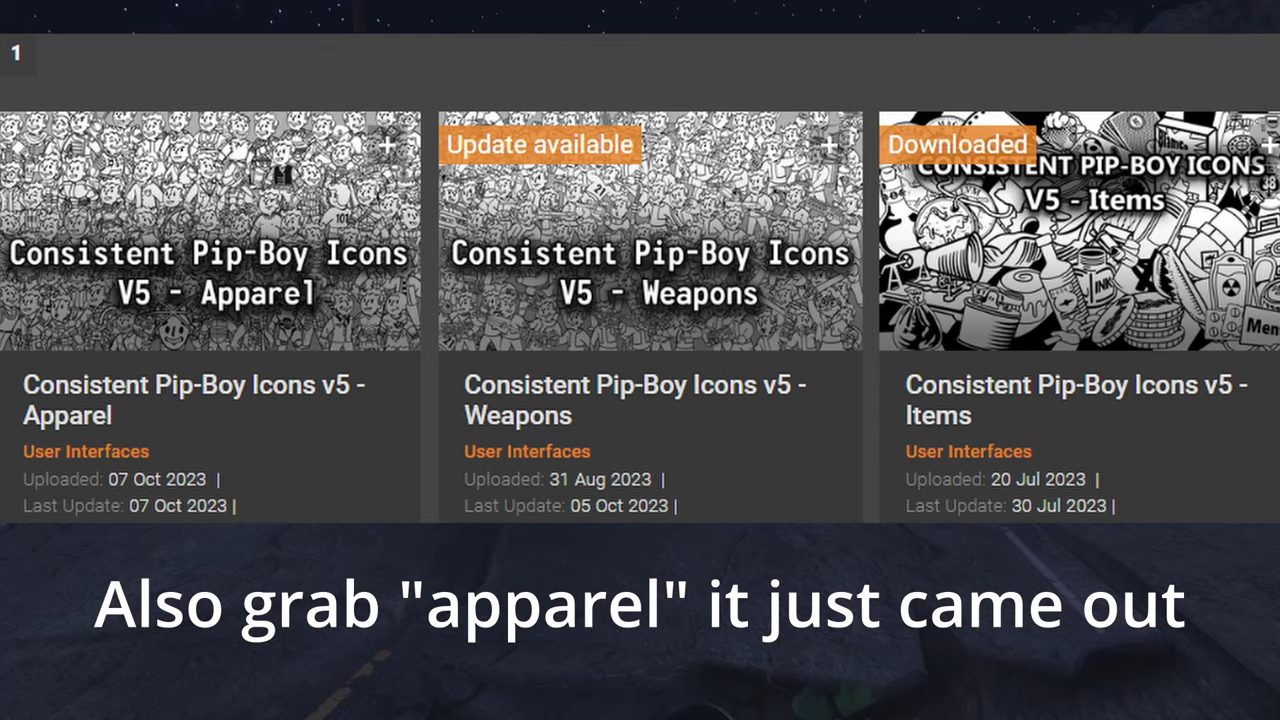 1
Consistent Pip-Boy Icons
V5 - Apparel
Consistent Pip-Boy Icons v5 -
Apparel
User Interfaces
Uploaded: 07 Oct 2023 |
Last Update: 07 Oct 2023 |
Update available
Consistent Pip-Boy Icons
V5 - Weapons
Consistent Pip-Boy Icons v5 -
Weapons
User Interfaces
Uploaded: 31 Aug 2023 |
Last Update: 05 Oct 2023 |
Downloaded
CONSISTENT PIP-BOY ICONS
V5 - Items
INK
Consistent Pip-Boy Icons v5 -
Items
User Interfaces
Uploaded: 20 Jul 2023 |
Last Update: 30 Jul 2023 |
Also grab "apparel" it just came out